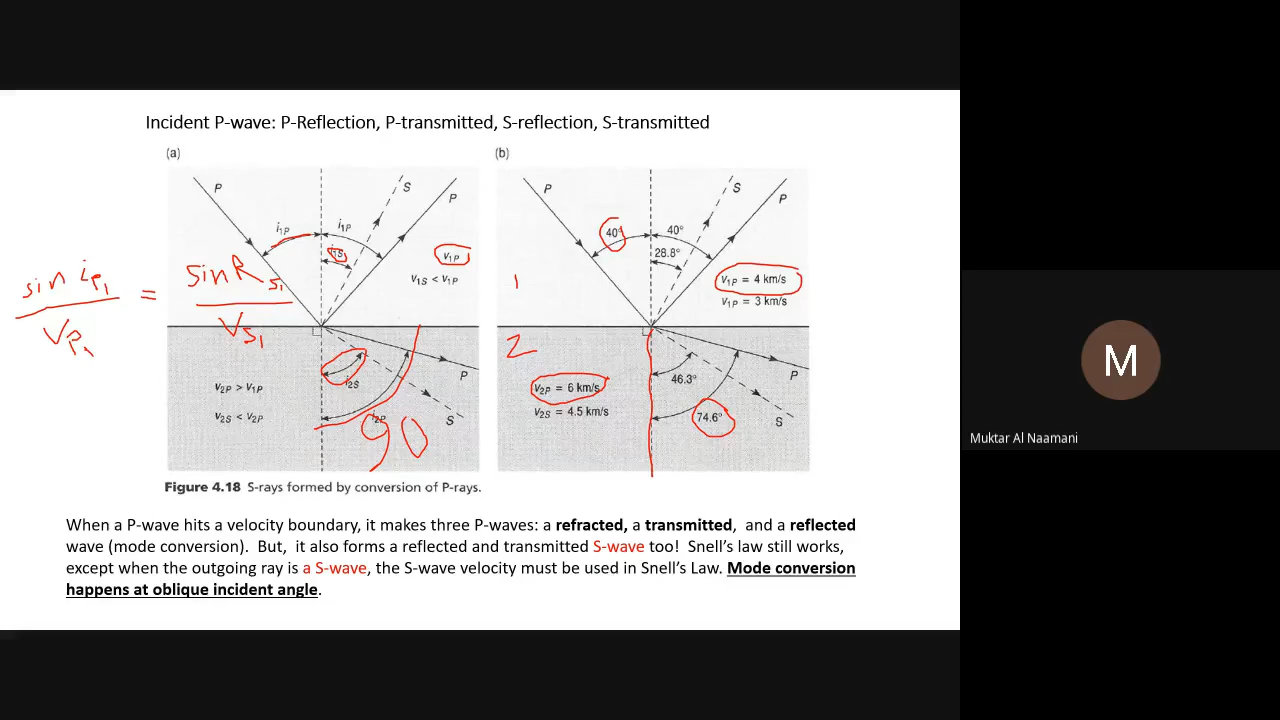 Incident P-wave: P-Reflection, P-transmitted, S-reflection, S-transmitted
(a)
P
S
P
i1P
i1P
i1S
V1P
V1S < V1P
V2P > V1P
V2S < V2P
i2S
i2P
P
S
90
sin iP1 / VP1 = sin R S1 / VS1
(b)
P
S
P
40°
40°
28.8°
V1P = 4 km/s
V1P = 3 km/s
1
2
V2P = 6 km/s
V2S = 4.5 km/s
46.3°
74.6°
P
S
Figure 4.18 S-rays formed by conversion of P-rays.
When a P-wave hits a velocity boundary, it makes three P-waves: a refracted, a transmitted, and a reflected
wave (mode conversion). But, it also forms a reflected and transmitted S-wave too! Snell’s law still works,
except when the outgoing ray is a S-wave, the S-wave velocity must be used in Snell’s Law. Mode conversion
happens at oblique incident angle.
M
Muktar Al Naamani